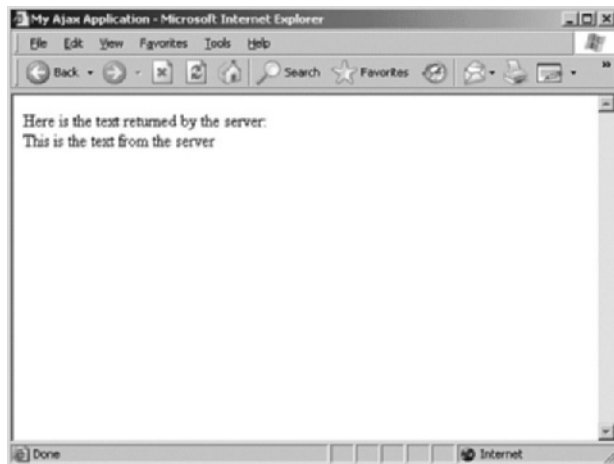 My Ajax Application - Microsoft Internet Explorer
File Edit View Favorites Tools Help
Back Search Favorites
Here is the text returned by the server:
This is the text from the server
Done Internet